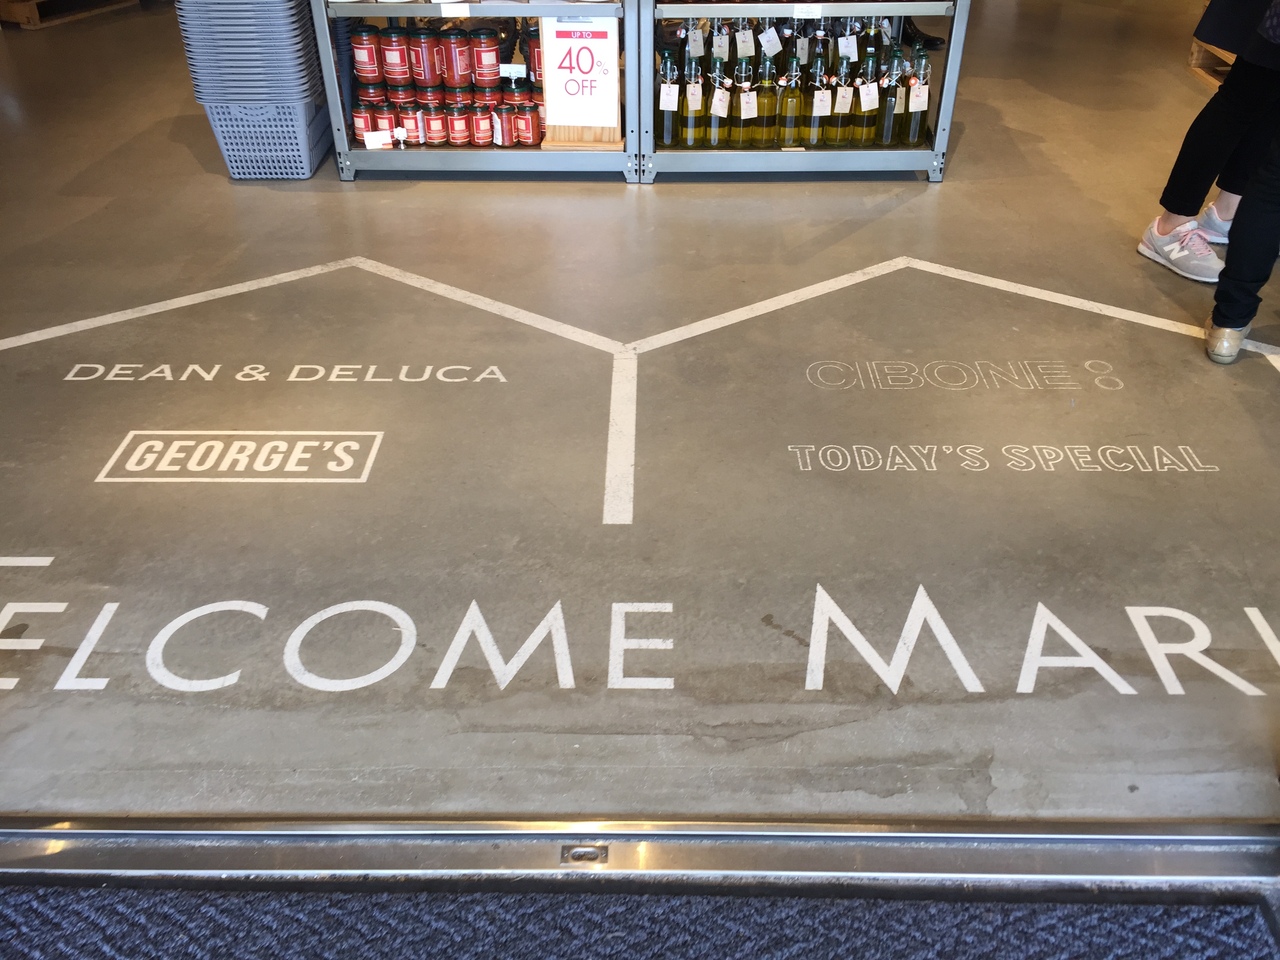 UP TO
40%
OFF
DEAN & DELUCA
CIBONE
GEORGE'S
TODAY'S SPECIAL
ELCOME MAR
N